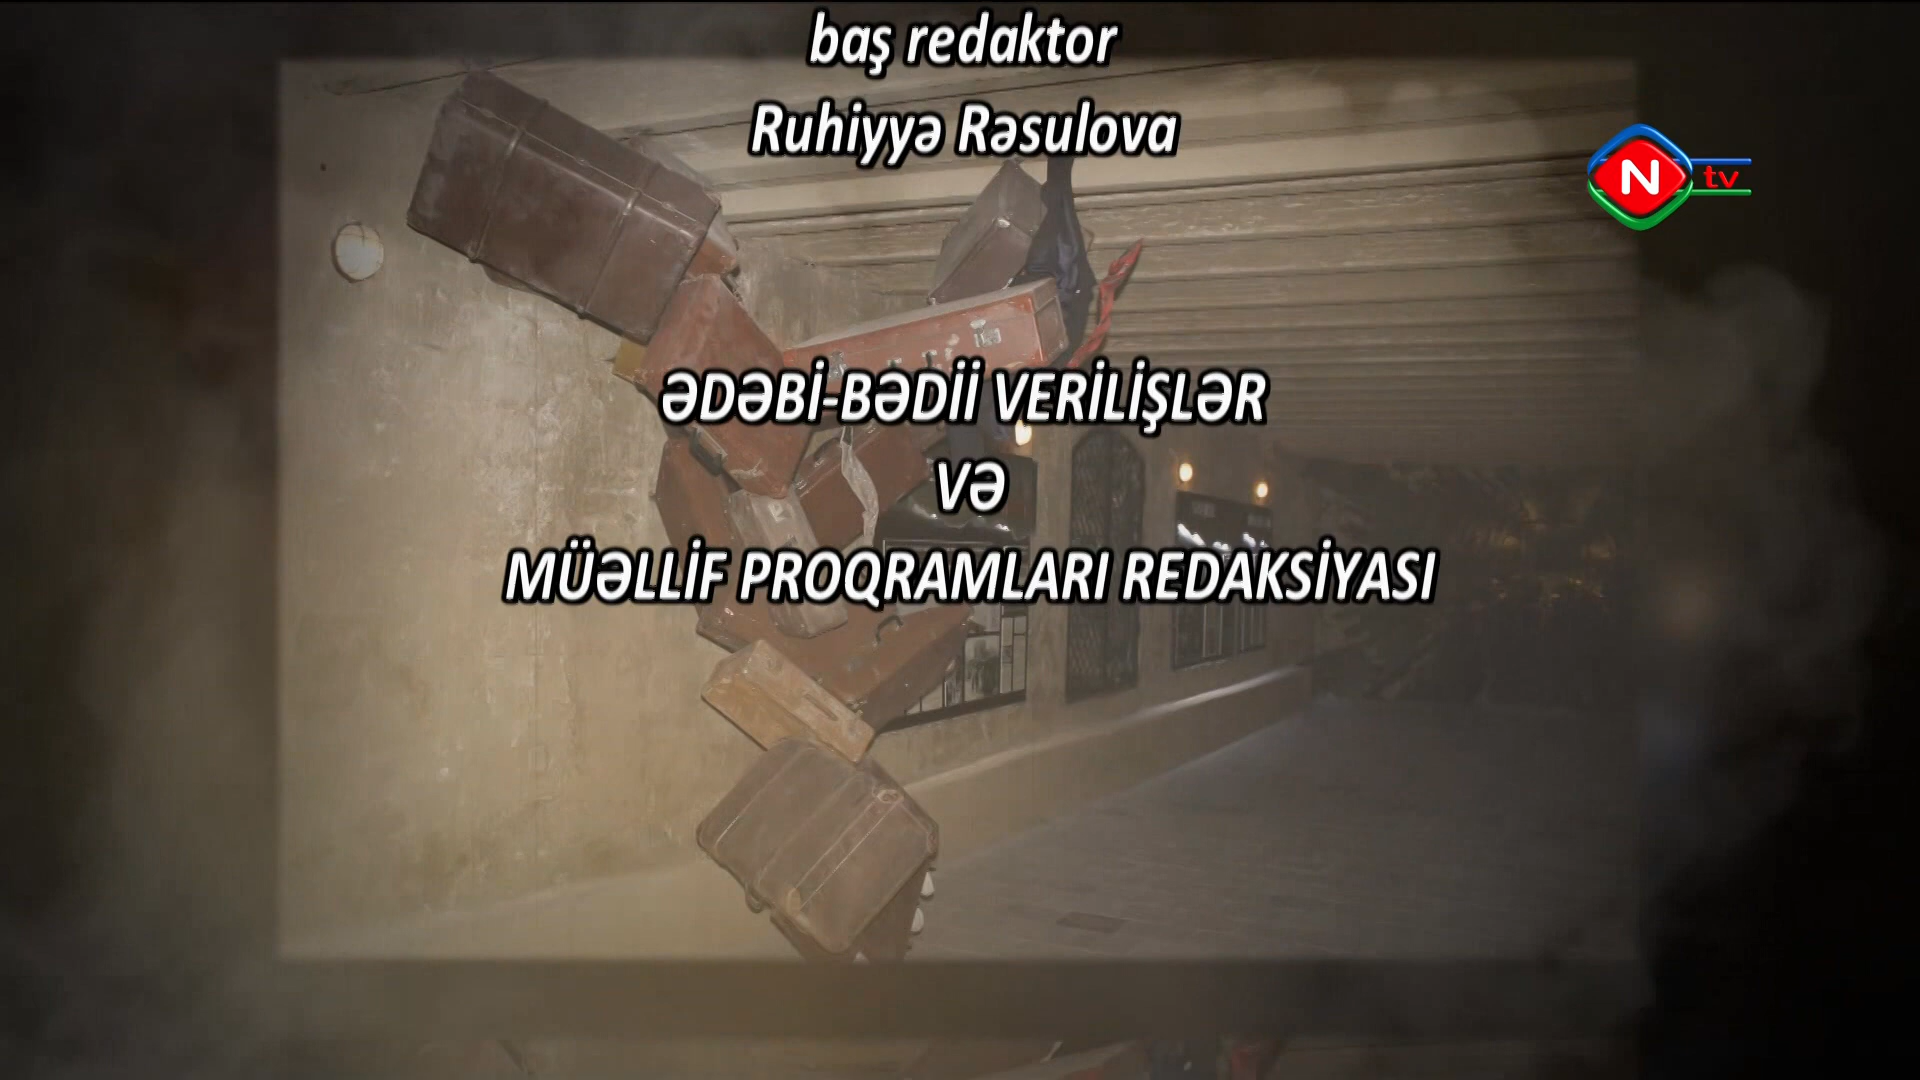 baş redaktor
Ruhiyyə Rəsulova
N tv
ƏDƏBİ-BƏDİİ VERİLİŞLƏR
VƏ
MÜƏLLİF PROQRAMLARI REDAKSİYASI